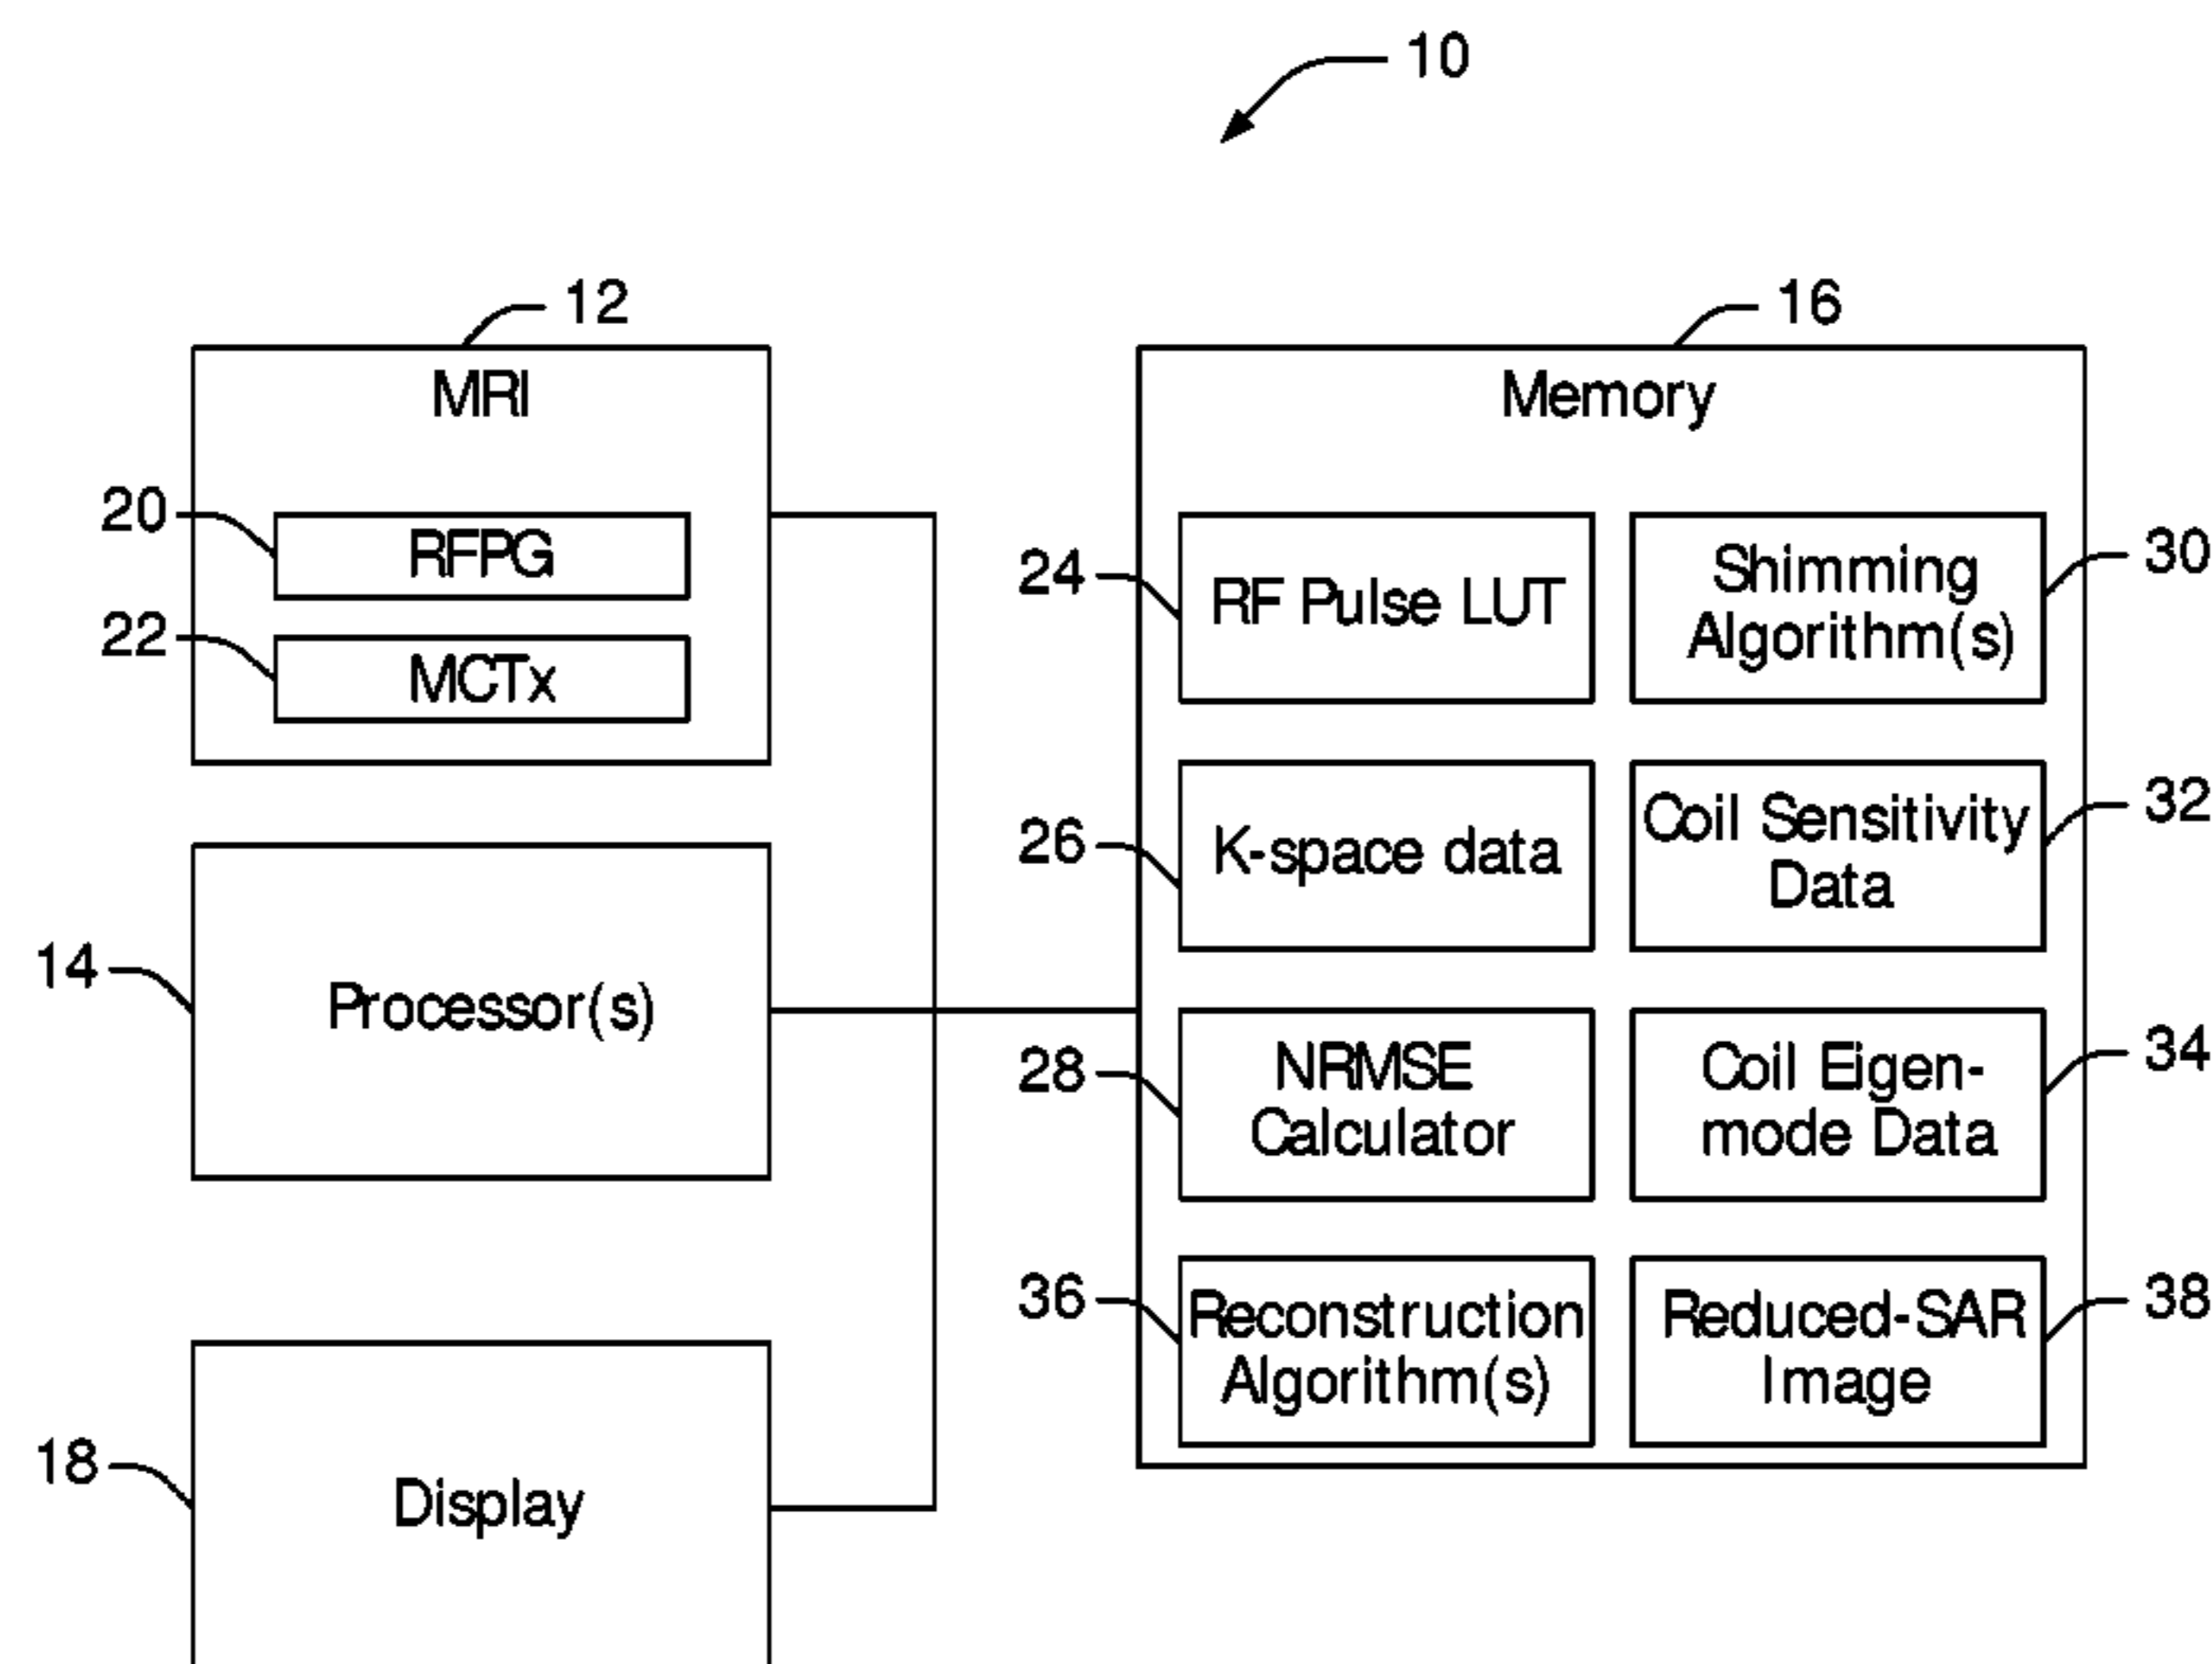 10
12
MRI
20
RFPG
22
MCTx
14
Processor(s)
18
Display
16
Memory
24
RF Pulse LUT
30
Shimming
Algorithm(s)
26
K-space data
32
Coil Sensitivity
Data
28
NRMSE
Calculator
34
Coil Eigen-
mode Data
36
Reconstruction
Algorithm(s)
38
Reduced-SAR
Image